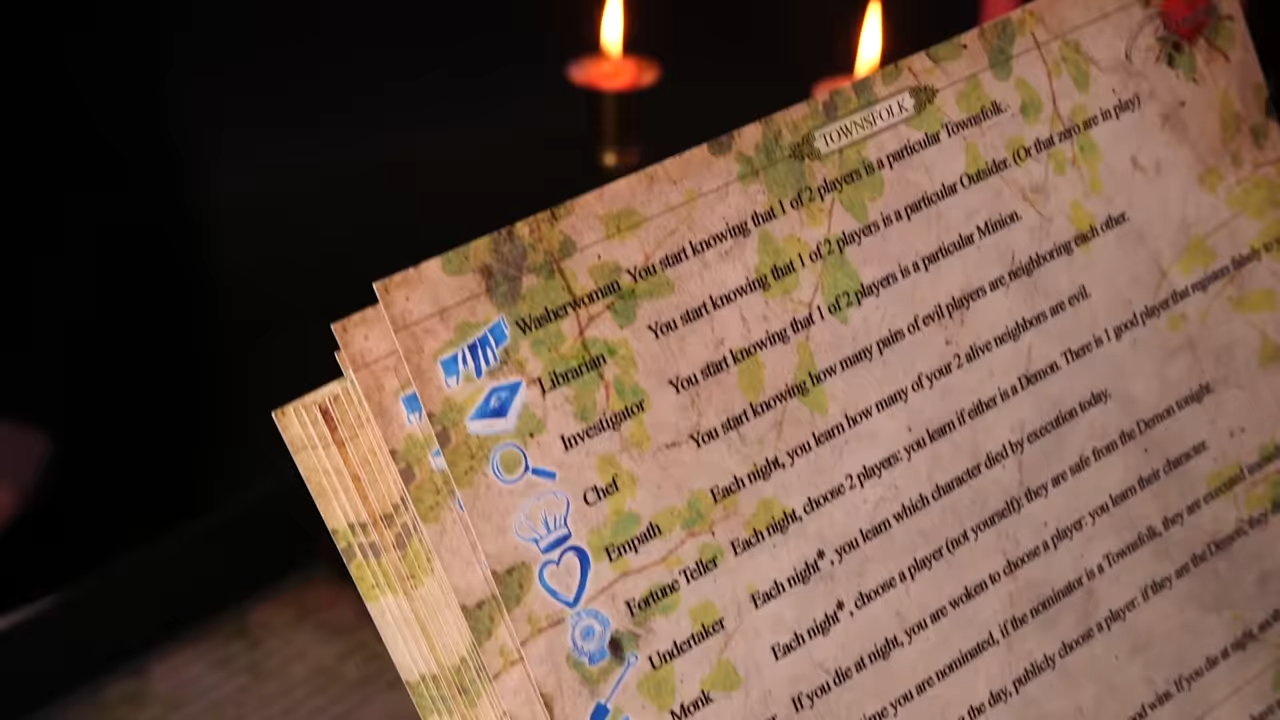 TOWNSFOLK
Washerwoman You start knowing that 1 of 2 players is a particular Townsfolk.
Librarian You start knowing that 1 of 2 players is a particular Outsider. (Or that zero are in play)
Investigator You start knowing that 1 of 2 players is a particular Minion.
Chef You start knowing how many pairs of evil players are neighboring each other.
Empath Each night, you learn how many of your 2 alive neighbors are evil.
Fortune Teller Each night, choose 2 players: you learn if either is a Demon. There is 1 good player that registers falsely to
Undertaker Each night*, you learn which character died by execution today.
Monk Each night*, choose a player (not yourself): they are safe from the Demon tonight.
If you die at night, you are woken to choose a player: you learn their character.
time you are nominated, if the nominator is a Townsfolk, they are executed
the day, publicly choose a player: if they are the Demon, they
and wins. If you die at night,